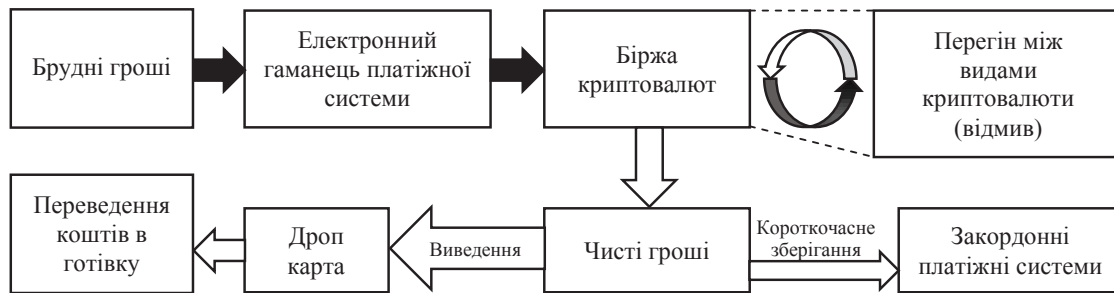 Брудні гроші
Електронний
гаманець платіжної
системи
Біржа
криптовалют
Перегін між
видами
криптовалюти
(відмив)
Переведення
коштів в
готівку
Дроп
карта
Виведення
Чисті гроші
Короткочасне
зберігання
Закордонні
платіжні системи